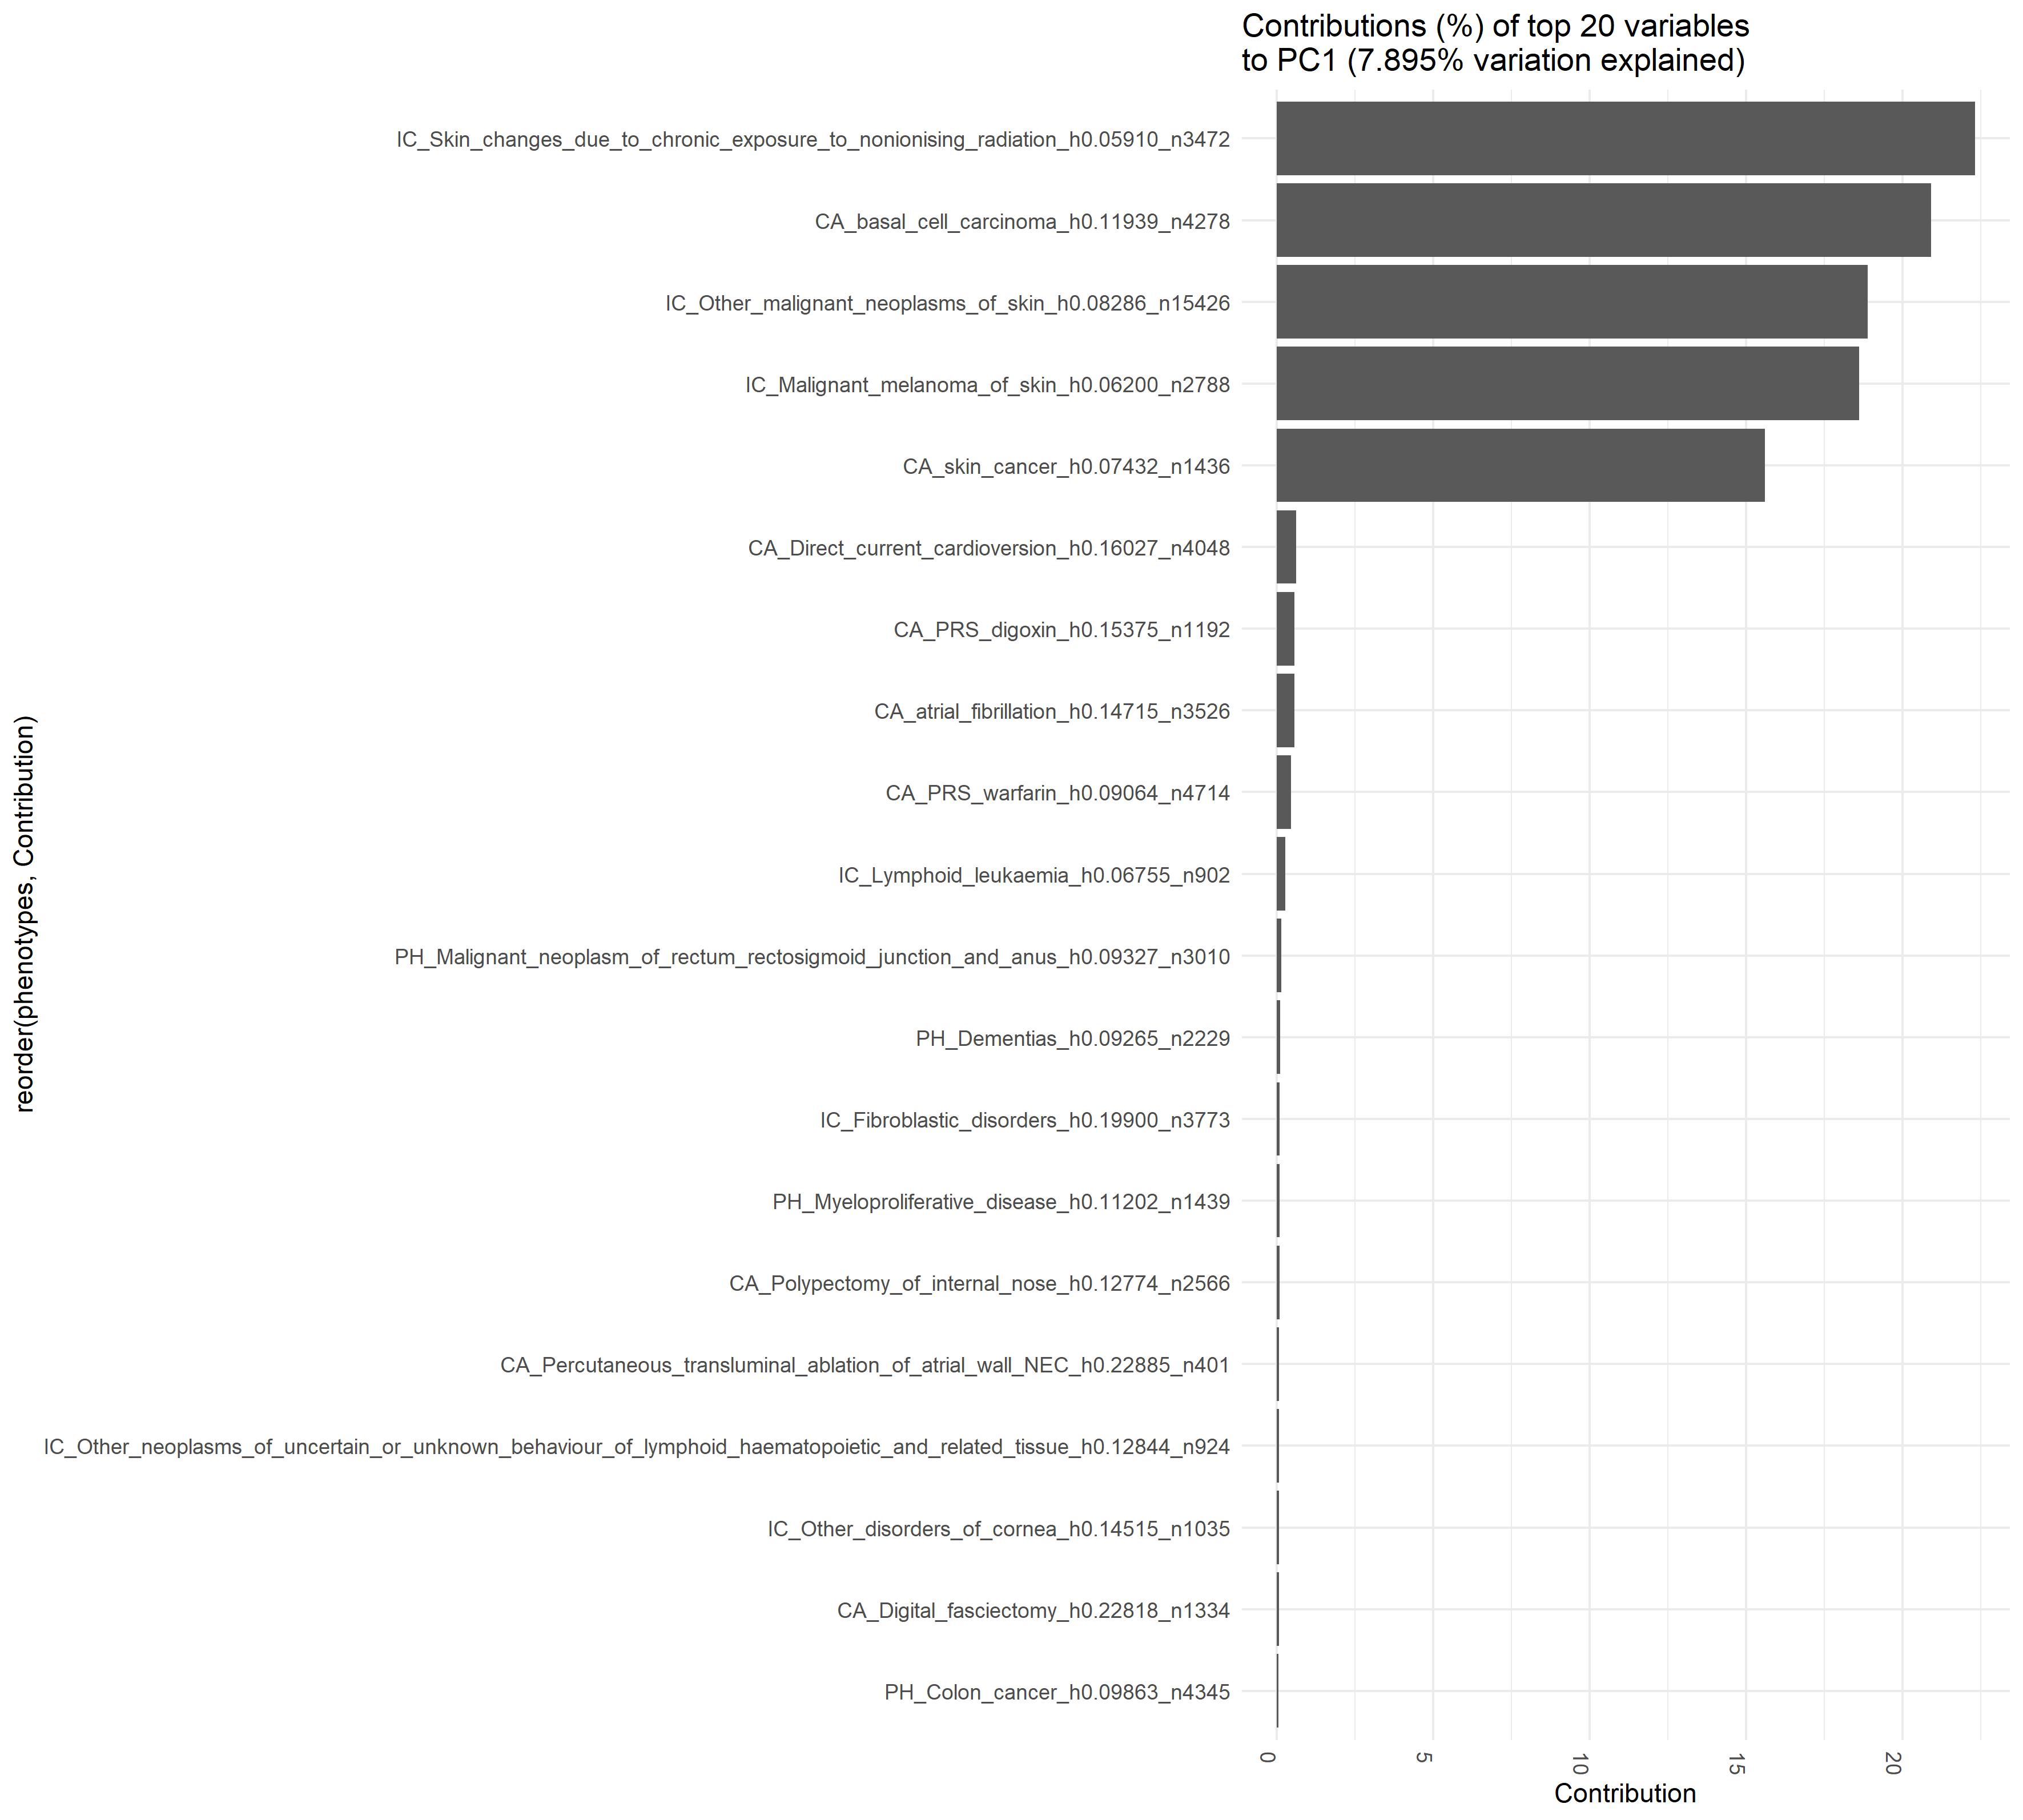 Contributions (%) of top 20 variables
to PC1 (7.895% variation explained)
IC_Skin_changes_due_to_chronic_exposure_to_nonionising_radiation_h0.05910_n3472
CA_basal_cell_carcinoma_h0.11939_n4278
IC_Other_malignant_neoplasms_of_skin_h0.08286_n15426
IC_Malignant_melanoma_of_skin_h0.06200_n2788
CA_skin_cancer_h0.07432_n1436
CA_Direct_current_cardioversion_h0.16027_n4048
CA_PRS_digoxin_h0.15375_n1192
CA_atrial_fibrillation_h0.14715_n3526
CA_PRS_warfarin_h0.09064_n4714
IC_Lymphoid_leukaemia_h0.06755_n902
PH_Malignant_neoplasm_of_rectum_rectosigmoid_junction_and_anus_h0.09327_n3010
PH_Dementias_h0.09265_n2229
IC_Fibroblastic_disorders_h0.19900_n3773
PH_Myeloproliferative_disease_h0.11202_n1439
CA_Polypectomy_of_internal_nose_h0.12774_n2566
CA_Percutaneous_transluminal_ablation_of_atrial_wall_NEC_h0.22885_n401
IC_Other_neoplasms_of_uncertain_or_unknown_behaviour_of_lymphoid_haematopoietic_and_related_tissue_h0.12844_n924
IC_Other_disorders_of_cornea_h0.14515_n1035
CA_Digital_fasciectomy_h0.22818_n1334
PH_Colon_cancer_h0.09863_n4345
reorder(phenotypes, Contribution)
0 5 10 15 20
Contribution